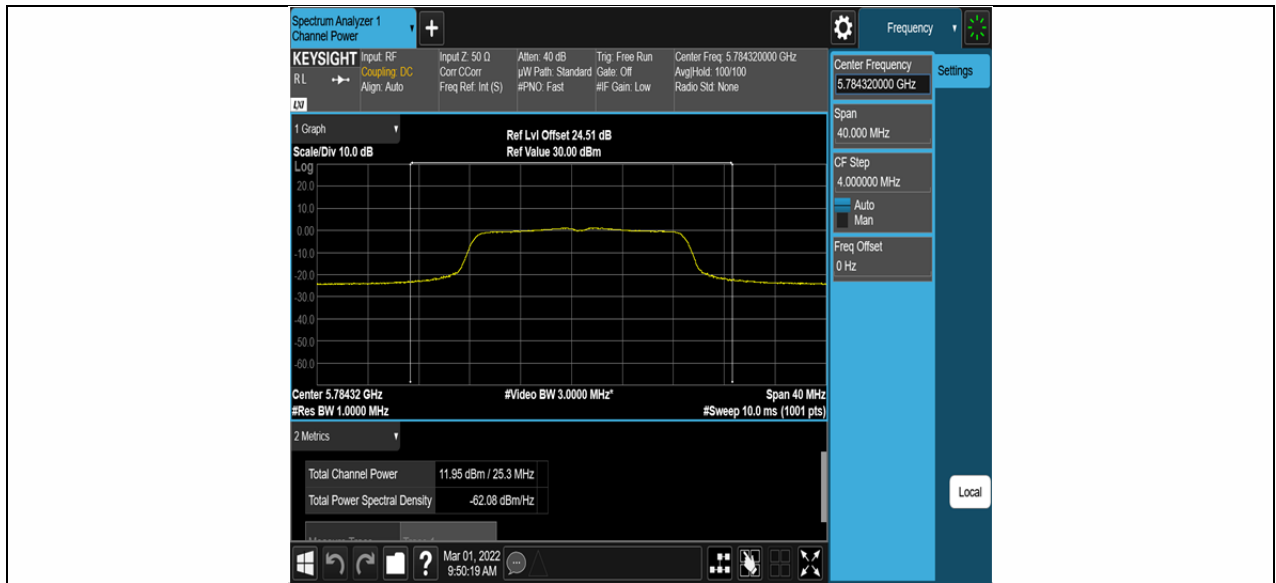 Spectrum Analyzer 1
Channel Power
+
Frequency
KEYSIGHT
RL
LXI
Input: RF
Coupling: DC
Align: Auto
Input Z: 50 Ω
Corr CCorr
Freq Ref: Int (S)
Atten: 40 dB
µW Path: Standard
#PNO: Fast
Trig: Free Run
Gate: Off
#IF Gain: Low
Center Freq: 5.784320000 GHz
Avg|Hold: 100/100
Radio Std: None
Center Frequency
5.784320000 GHz
Settings
Span
40.000 MHz
CF Step
4.000000 MHz
Auto
Man
Freq Offset
0 Hz
Local
1 Graph
Scale/Div 10.0 dB
Ref Lvl Offset 24.51 dB
Ref Value 30.00 dBm
Log
20.0
10.0
0.00
-10.0
-20.0
-30.0
-40.0
-50.0
-60.0
Center 5.78432 GHz
#Video BW 3.0000 MHz*
Span 40 MHz
#Res BW 1.0000 MHz
#Sweep 10.0 ms (1001 pts)
2 Metrics
Total Channel Power 11.95 dBm / 25.3 MHz
Total Power Spectral Density -62.08 dBm/Hz
?
Mar 01, 2022
9:50:19 AM